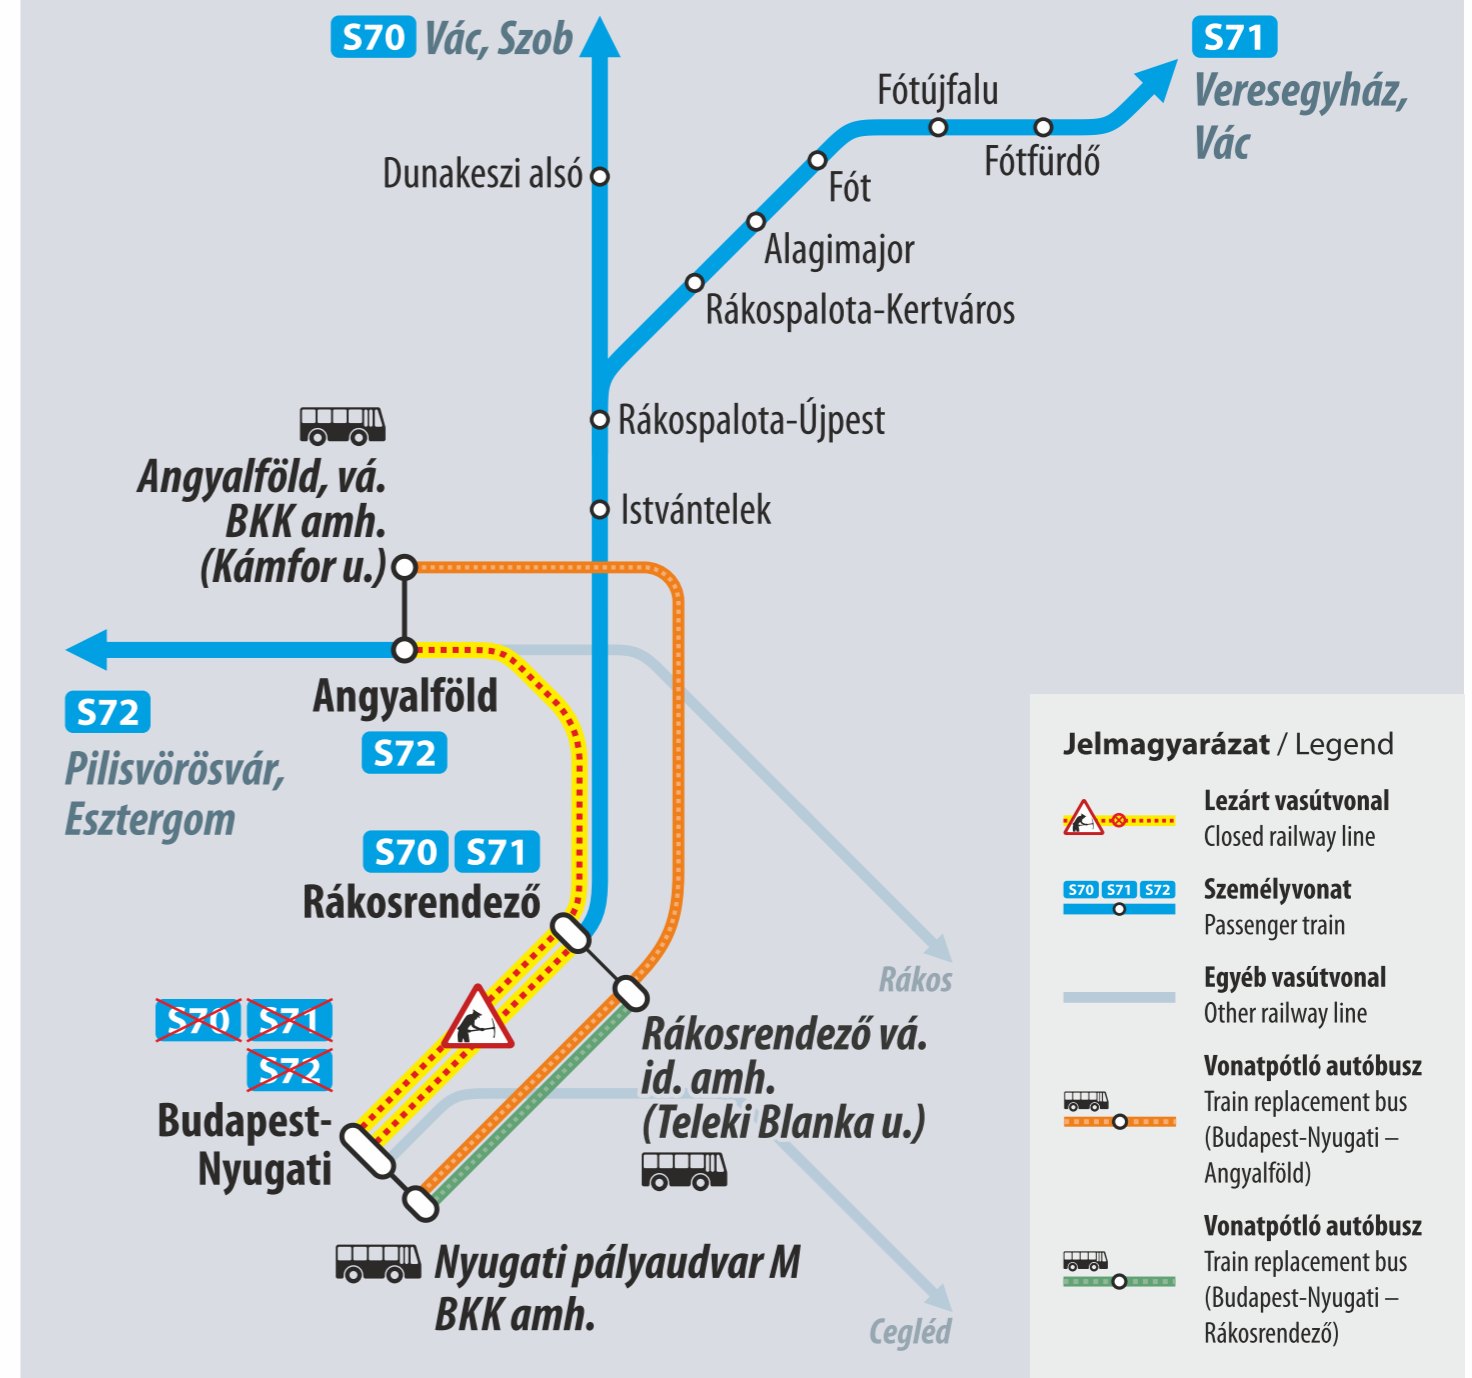 S70 Vác, Szob
S71
Veresegyház,
Vác
Fótújfalu
Fótfürdő
Dunakeszi alsó
Fót
Alagimajor
Rákospalota-Kertváros
Rákospalota-Újpest
Angyalföld, vá.
BKK amh.
(Kámfor u.)
Istvántelek
Angyalföld
S72
S72
Pilisvörösvár,
Esztergom
S70 S71
Rákosrendező
Rákos
S70 S71
S72
Budapest-
Nyugati
Rákosrendező vá.
id. amh.
(Teleki Blanka u.)
Nyugati pályaudvar M
BKK amh.
Cegléd
Jelmagyarázat / Legend
Lezárt vasútvonal
Closed railway line
S70 S71 S72
Személyvonat
Passenger train
Egyéb vasútvonal
Other railway line
Vonatpótló autóbusz
Train replacement bus
(Budapest-Nyugati –
Angyalföld)
Vonatpótló autóbusz
Train replacement bus
(Budapest-Nyugati –
Rákosrendező)